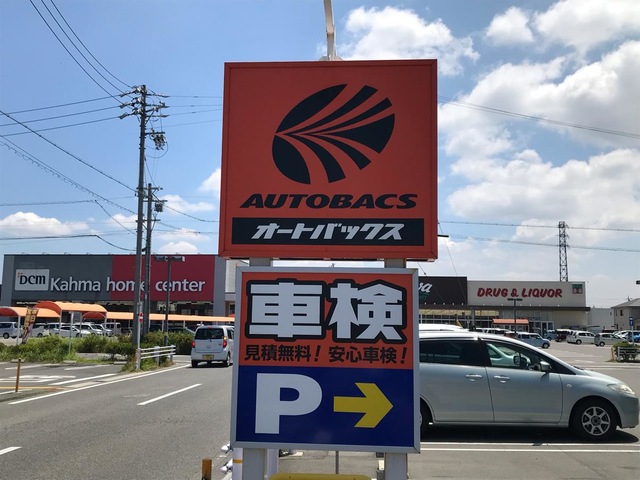 AUTOBACS
オートバックス
車検
見積無料！安心車検！
P
DCM
Kahma home center
DRUG & LIQUOR